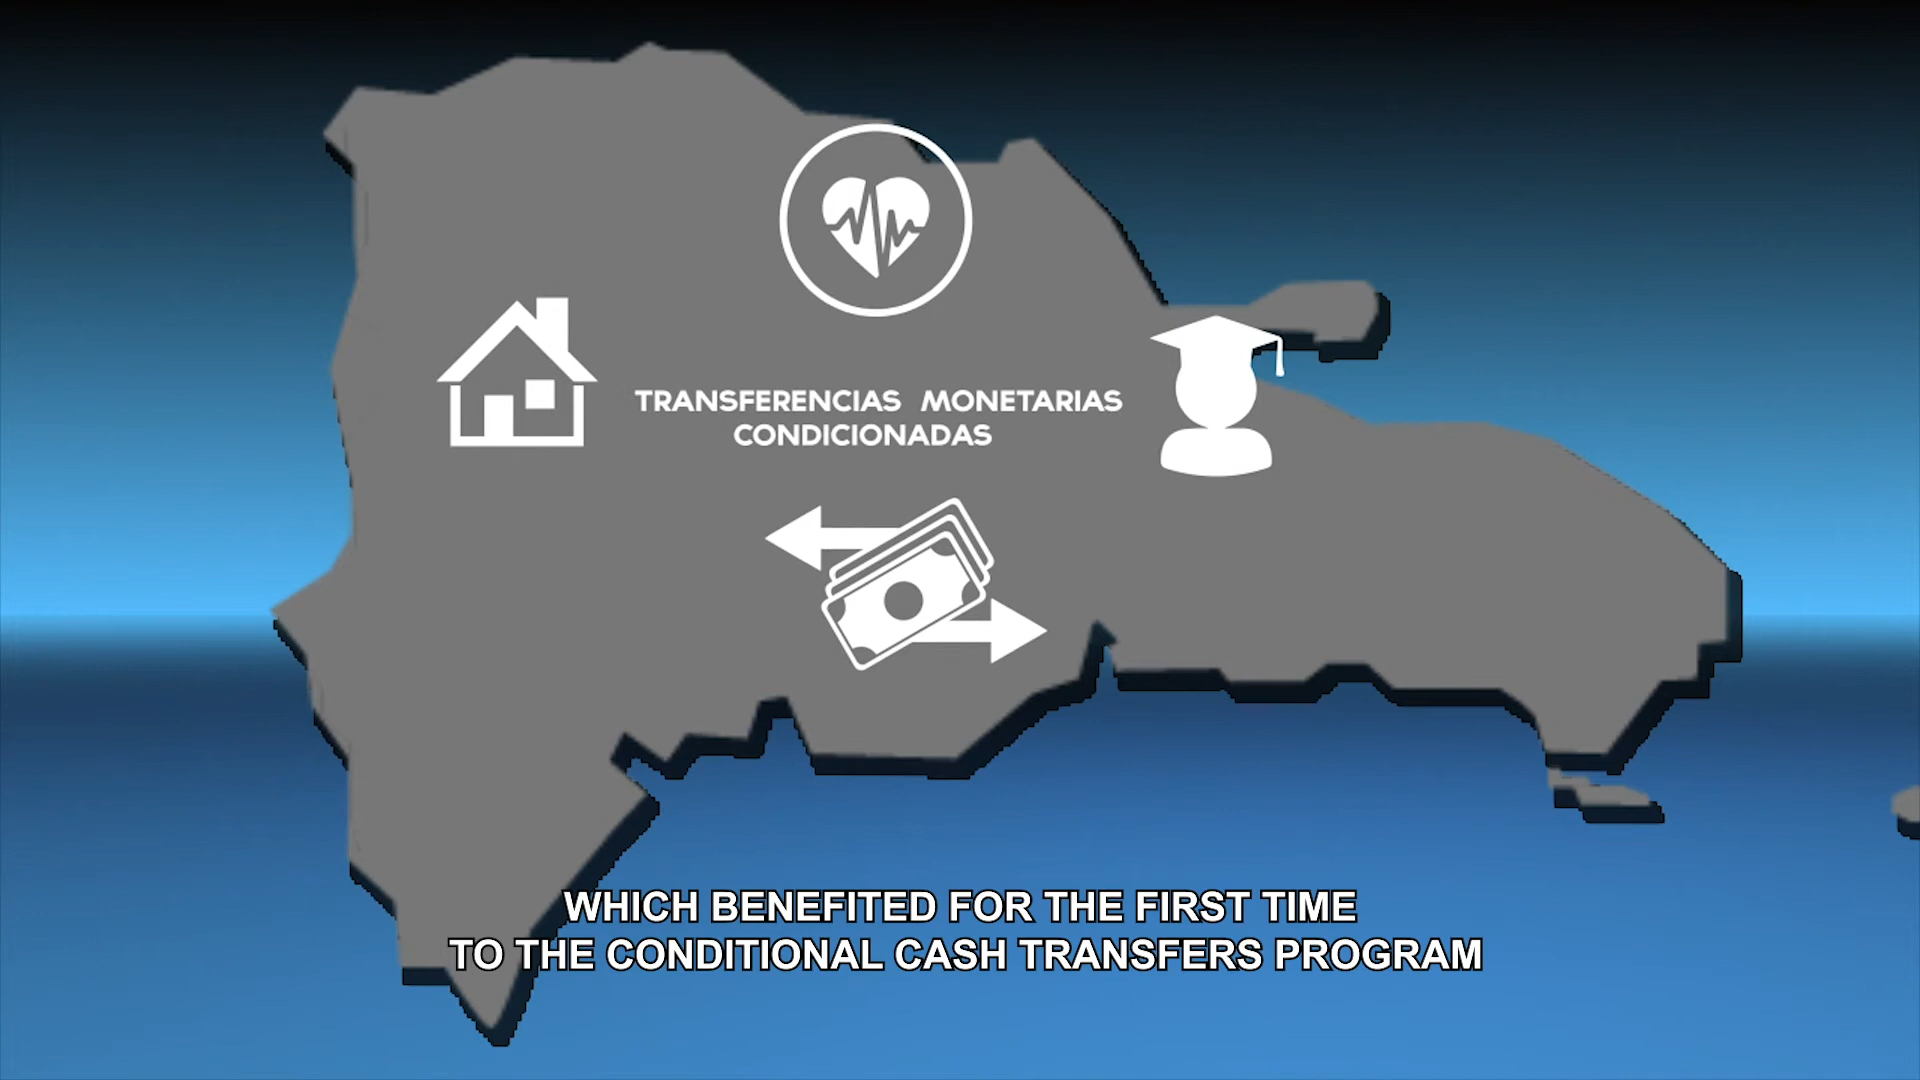 TRANSFERENCIAS MONETARIAS
CONDICIONADAS
WHICH BENEFITED FOR THE FIRST TIME
TO THE CONDITIONAL CASH TRANSFERS PROGRAM